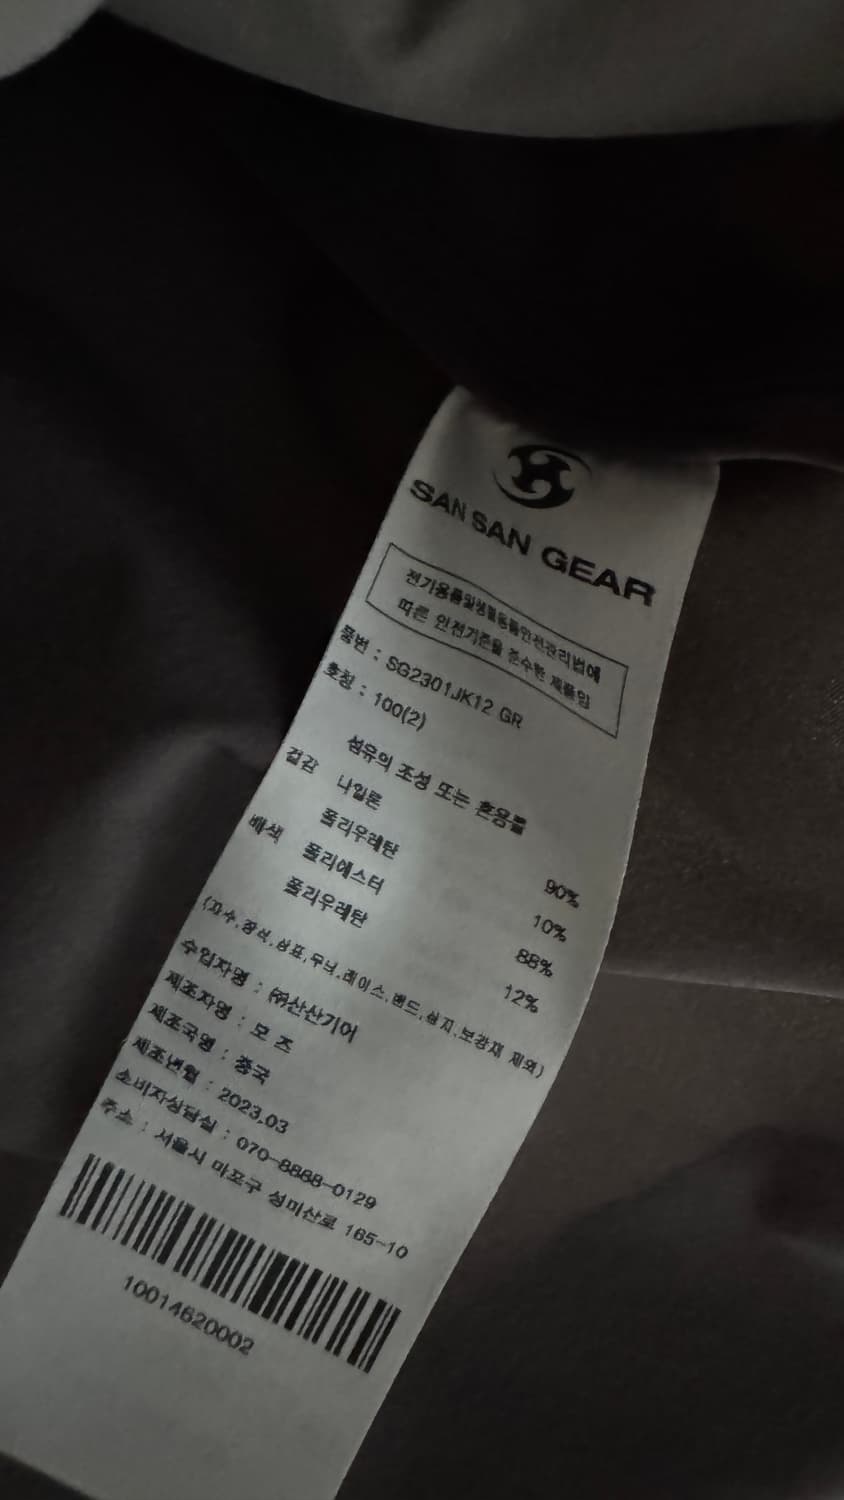 SAN SAN GEAR
전기용품및생활용품안전관리법에
따른 안전기준을 준수한 제품임
품번 : SG2301JK12 GR
호칭 : 100(2)
섬유의 조성 또는 혼용률
겉감 나일론 90%
폴리우레탄 10%
배색 폴리에스터 88%
폴리우레탄 12%
(자수,장식,상표,무늬,레이스,밴드,심지,보강재 제외)
수입자명 : ㈜산산기어
제조자명 : 모 즈
제조국명 : 중국
제조년월 : 2023.03
소비자상담실 : 070-8888-0129
주소 : 서울시 마포구 성미산로 165-10
10014620002